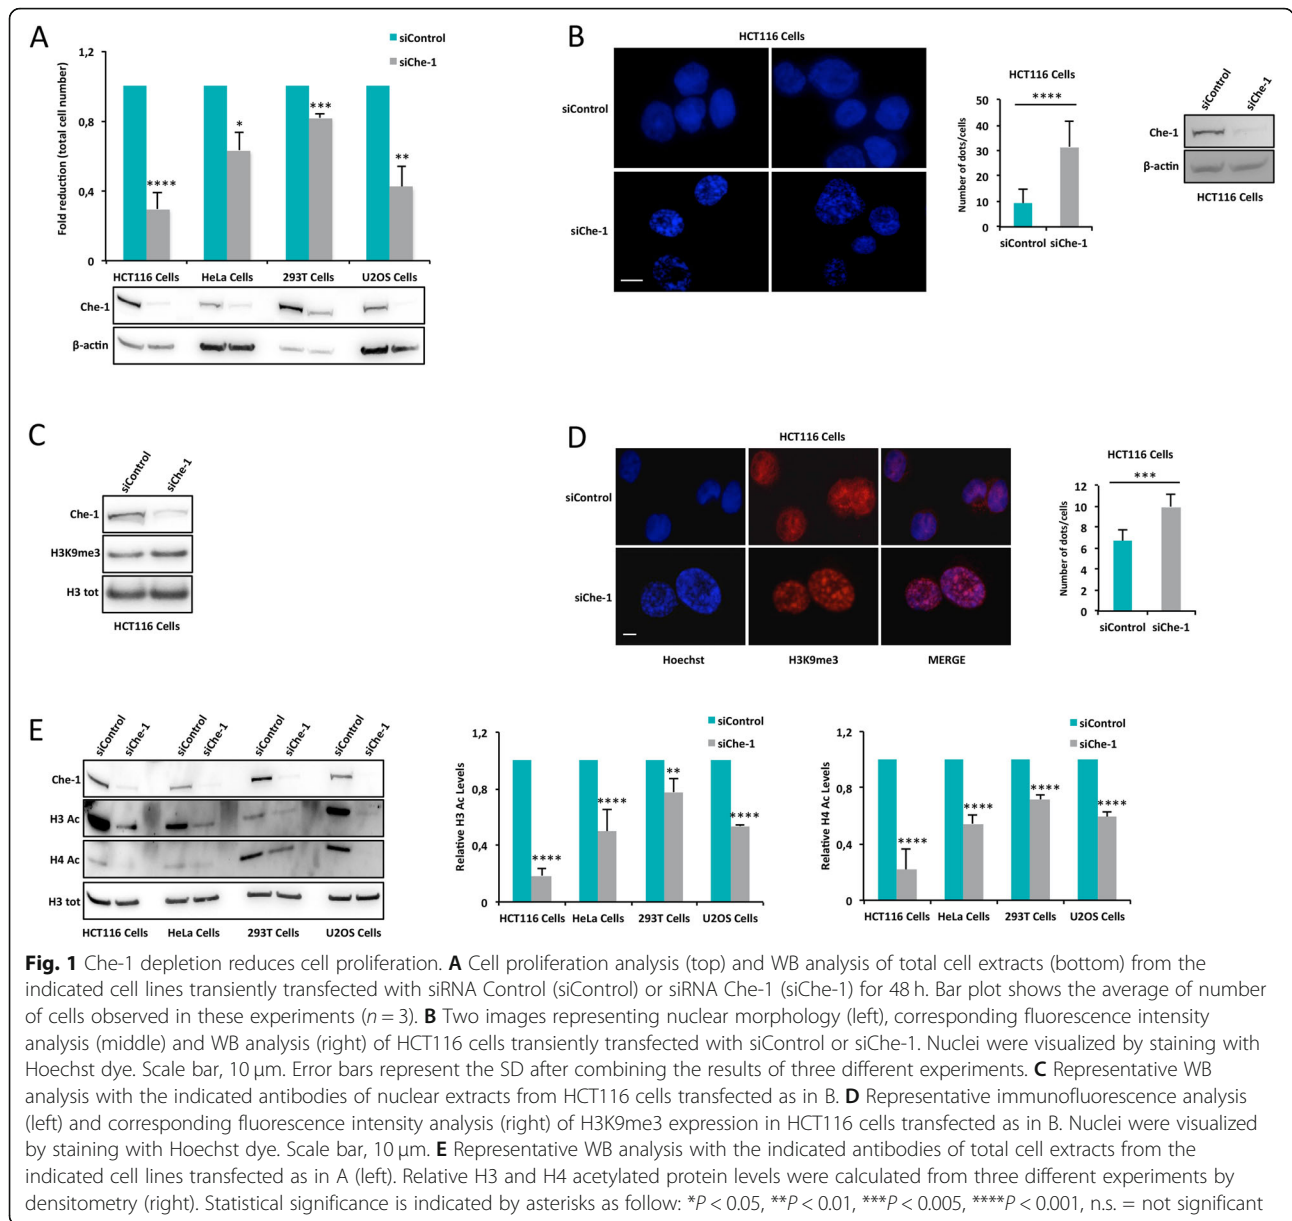 A
siControl
siChe-1
1,2
0,8
0,4
0
Fold reduction (total cell number)
****
*
***
**
HCT116 Cells HeLa Cells 293T Cells U2OS Cells
Che-1
β-actin
B
HCT116 Cells
siControl
siChe-1
HCT116 Cells
****
50
40
30
20
10
0
Number of dots/cells
siControl siChe-1
siControl
siChe-1
Che-1
β-actin
HCT116 Cells
C
siControl
siChe-1
Che-1
H3K9me3
H3 tot
HCT116 Cells
D
HCT116 Cells
siControl
siChe-1
Hoechst H3K9me3 MERGE
HCT116 Cells
***
12
10
8
6
4
2
0
Number of dots/cells
siControl siChe-1
E
siControl
siChe-1
siControl
siChe-1
siControl
siChe-1
siControl
siChe-1
Che-1
H3 Ac
H4 Ac
H3 tot
HCT116 Cells HeLa Cells 293T Cells U2OS Cells
siControl
siChe-1
1,2
0,8
0,4
0
Relative H3 Ac Levels
****
****
**
****
HCT116 Cells HeLa Cells 293T Cells U2OS Cells
siControl
siChe-1
1,2
0,8
0,4
0
Relative H4 Ac Levels
****
****
****
****
HCT116 Cells HeLa Cells 293T Cells U2OS Cells
Fig. 1 Che-1 depletion reduces cell proliferation. A Cell proliferation analysis (top) and WB analysis of total cell extracts (bottom) from the
indicated cell lines transiently transfected with siRNA Control (siControl) or siRNA Che-1 (siChe-1) for 48 h. Bar plot shows the average of number
of cells observed in these experiments (n = 3). B Two images representing nuclear morphology (left), corresponding fluorescence intensity
analysis (middle) and WB analysis (right) of HCT116 cells transiently transfected with siControl or siChe-1. Nuclei were visualized by staining with
Hoechst dye. Scale bar, 10 μm. Error bars represent the SD after combining the results of three different experiments. C Representative WB
analysis with the indicated antibodies of nuclear extracts from HCT116 cells transfected as in B. D Representative immunofluorescence analysis
(left) and corresponding fluorescence intensity analysis (right) of H3K9me3 expression in HCT116 cells transfected as in B. Nuclei were visualized
by staining with Hoechst dye. Scale bar, 10 μm. E Representative WB analysis with the indicated antibodies of total cell extracts from the
indicated cell lines transfected as in A (left). Relative H3 and H4 acetylated protein levels were calculated from three different experiments by
densitometry (right). Statistical significance is indicated by asterisks as follow: *P < 0.05, **P < 0.01, ***P < 0.005, ****P < 0.001, n.s. = not significant